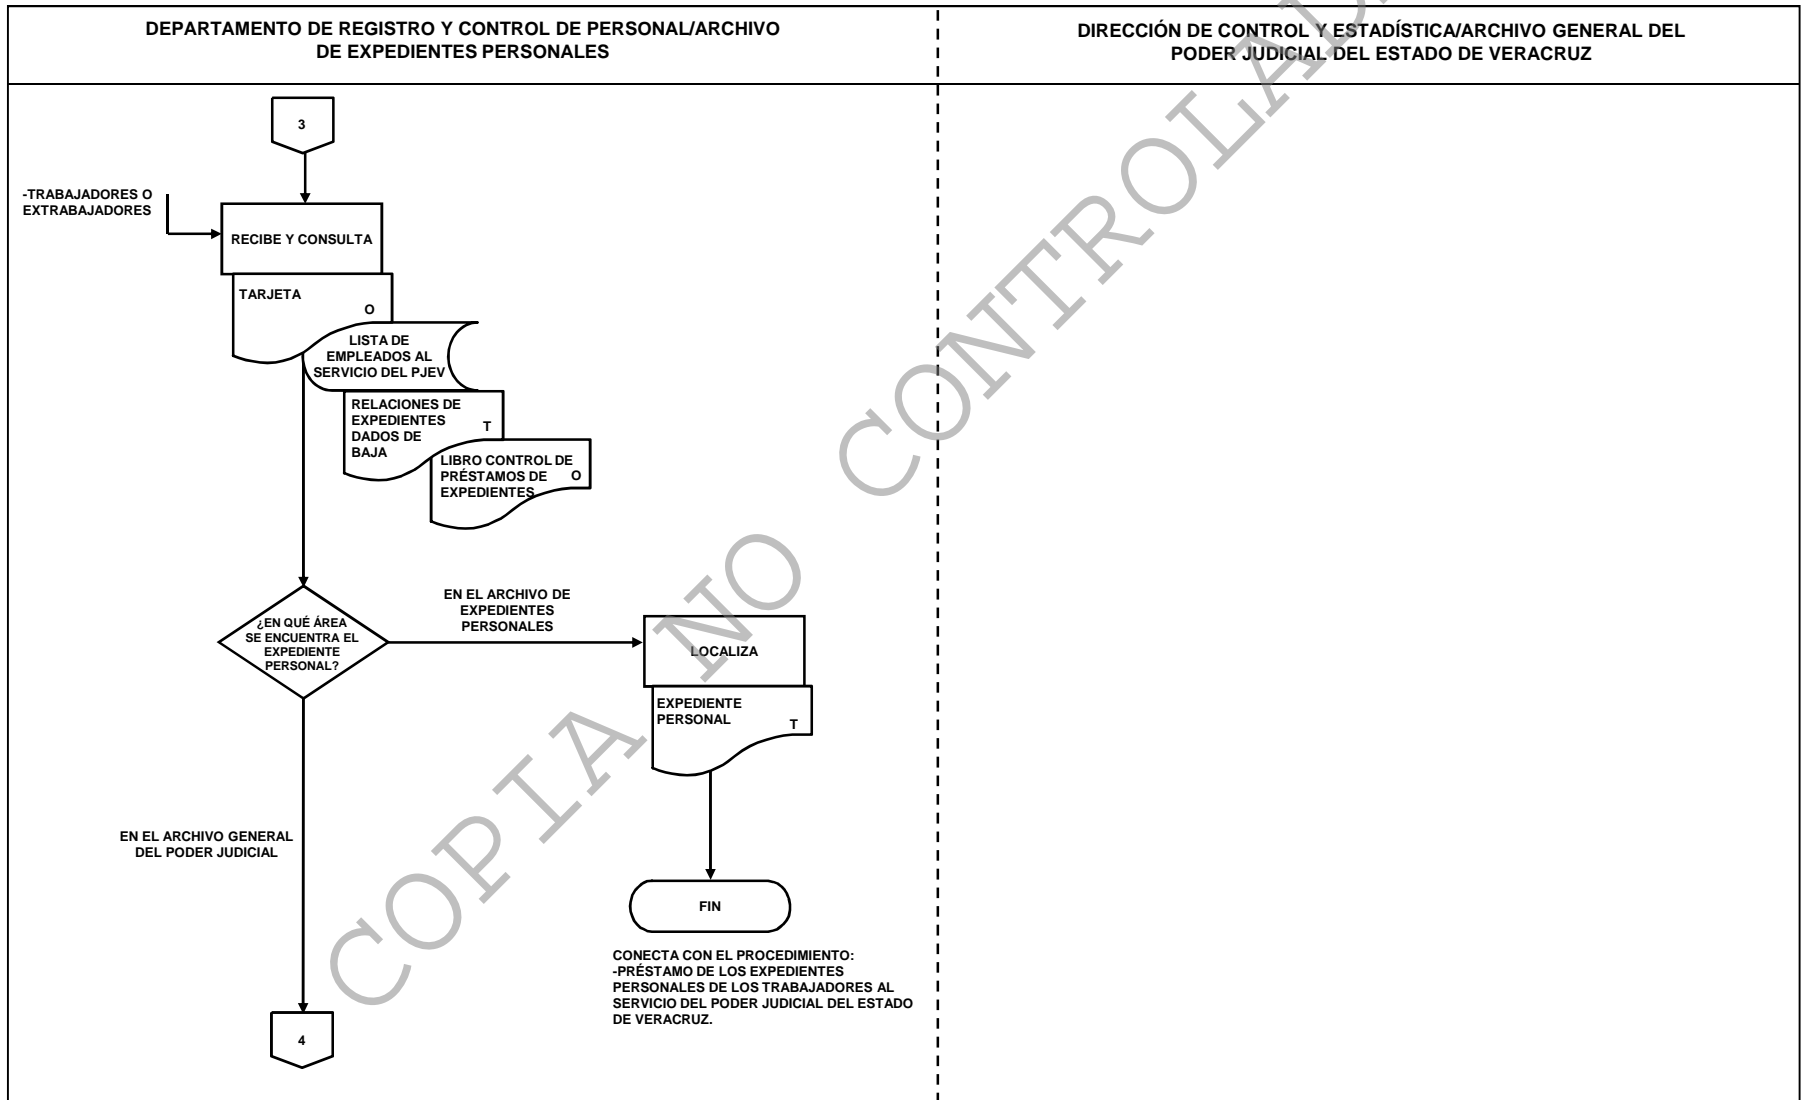 DEPARTAMENTO DE REGISTRO Y CONTROL DE PERSONAL/ARCHIVO
DE EXPEDIENTES PERSONALES
DIRECCIÓN DE CONTROL Y ESTADÍSTICA/ARCHIVO GENERAL DEL
PODER JUDICIAL DEL ESTADO DE VERACRUZ
3
-TRABAJADORES O
EXTRABAJADORES
RECIBE Y CONSULTA
TARJETA
O
LISTA DE
EMPLEADOS AL
SERVICIO DEL PJEV
RELACIONES DE
EXPEDIENTES
DADOS DE
BAJA
T
LIBRO CONTROL DE
PRÉSTAMOS DE
EXPEDIENTES
O
¿EN QUÉ ÁREA
SE ENCUENTRA EL
EXPEDIENTE
PERSONAL?
EN EL ARCHIVO DE
EXPEDIENTES
PERSONALES
LOCALIZA
EXPEDIENTE
PERSONAL
T
EN EL ARCHIVO GENERAL
DEL PODER JUDICIAL
FIN
CONECTA CON EL PROCEDIMIENTO:
-PRÉSTAMO DE LOS EXPEDIENTES
PERSONALES DE LOS TRABAJADORES AL
SERVICIO DEL PODER JUDICIAL DEL ESTADO
DE VERACRUZ.
4
COPIA NO CONTROLAD